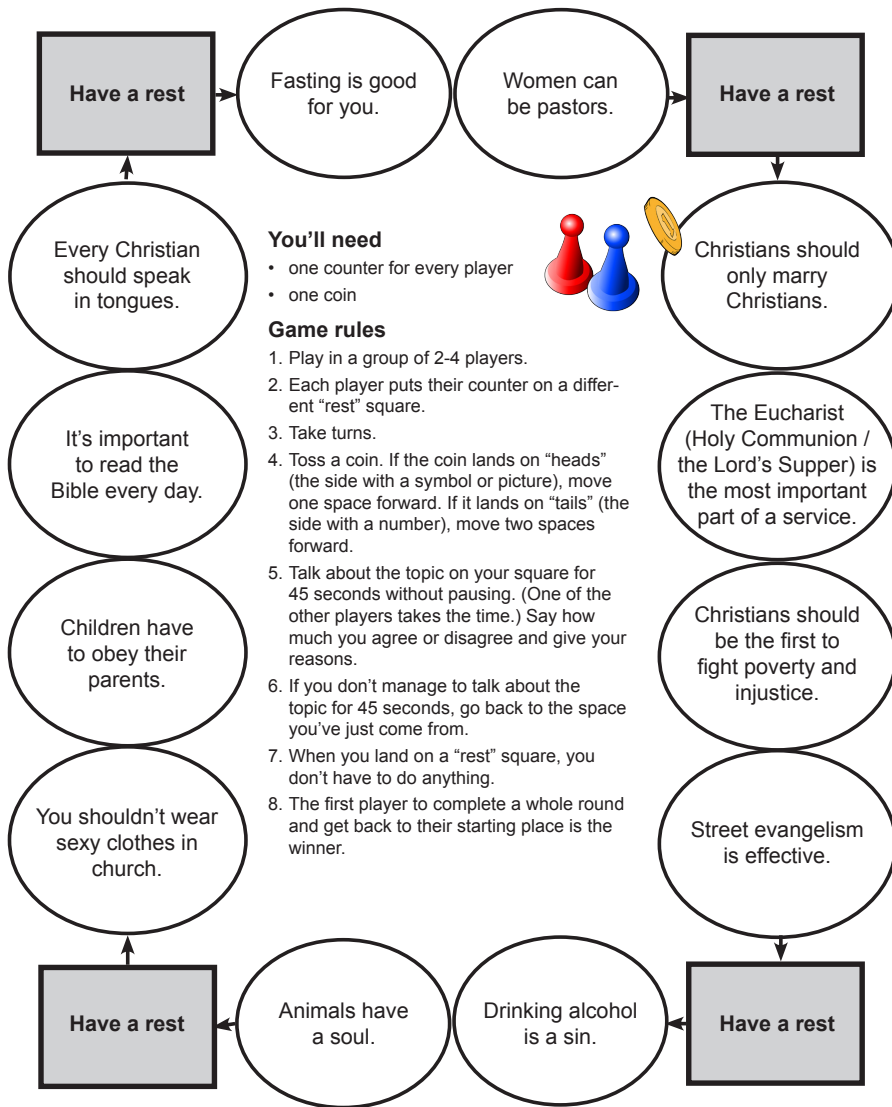 Have a rest
Fasting is good
for you.
Women can
be pastors.
Have a rest
Every Christian
should speak
in tongues.
You'll need
• one counter for every player
• one coin
Christians should
only marry
Christians.
Game rules
1. Play in a group of 2-4 players.
2. Each player puts their counter on a differ-
ent “rest” square.
3. Take turns.
4. Toss a coin. If the coin lands on “heads”
(the side with a symbol or picture), move
one space forward. If it lands on “tails” (the
side with a number), move two spaces
forward.
5. Talk about the topic on your square for
45 seconds without pausing. (One of the
other players takes the time.) Say how
much you agree or disagree and give your
reasons.
6. If you don’t manage to talk about the
topic for 45 seconds, go back to the space
you’ve just come from.
7. When you land on a “rest” square, you
don’t have to do anything.
8. The first player to complete a whole round
and get back to their starting place is the
winner.
It’s important
to read the
Bible every day.
The Eucharist
(Holy Communion /
the Lord’s Supper) is
the most important
part of a service.
Children have
to obey their
parents.
Christians should
be the first to
fight poverty and
injustice.
You shouldn’t wear
sexy clothes in
church.
Street evangelism
is effective.
Have a rest
Animals have
a soul.
Drinking alcohol
is a sin.
Have a rest